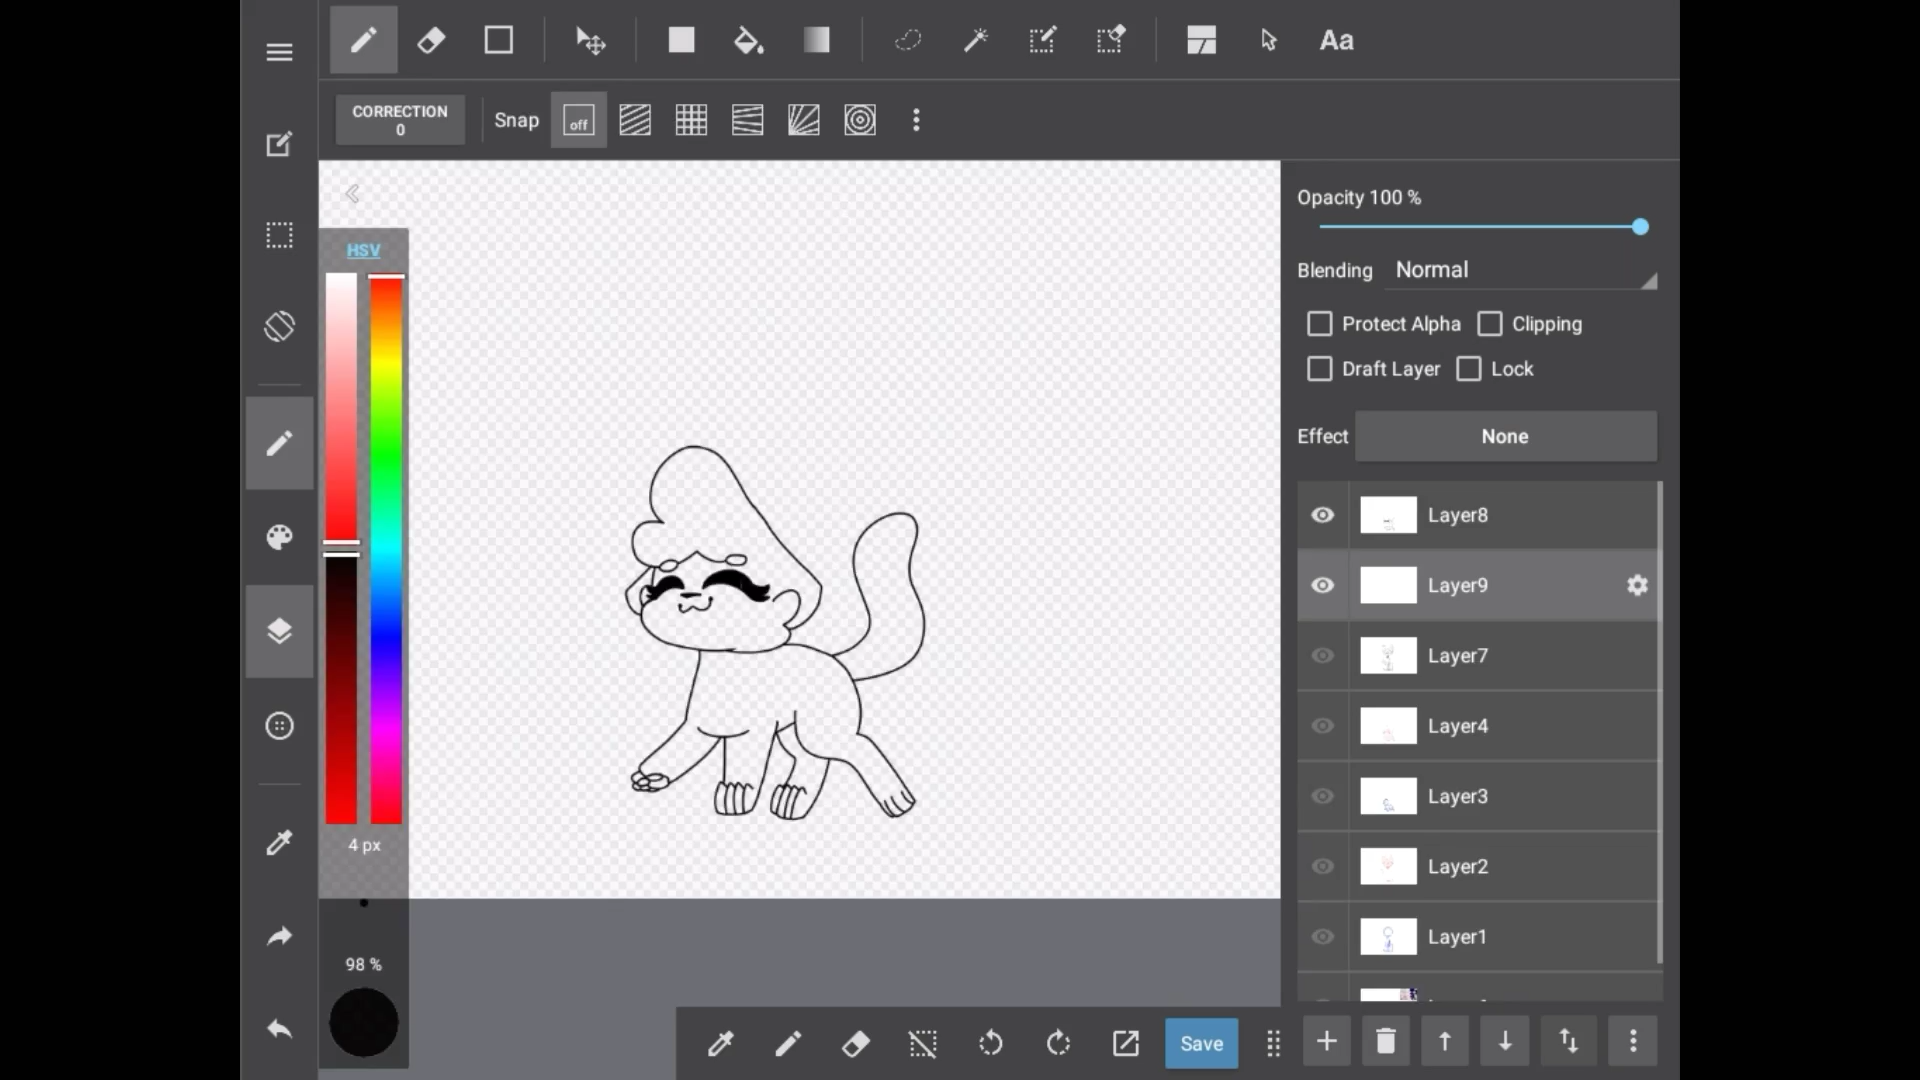 Aa
CORRECTION
0
Snap
off
HSV
4 px
98 %
Opacity 100 %
Blending Normal
Protect Alpha Clipping
Draft Layer Lock
Effect None
Layer8
Layer9
Layer7
Layer4
Layer3
Layer2
Layer1
Save